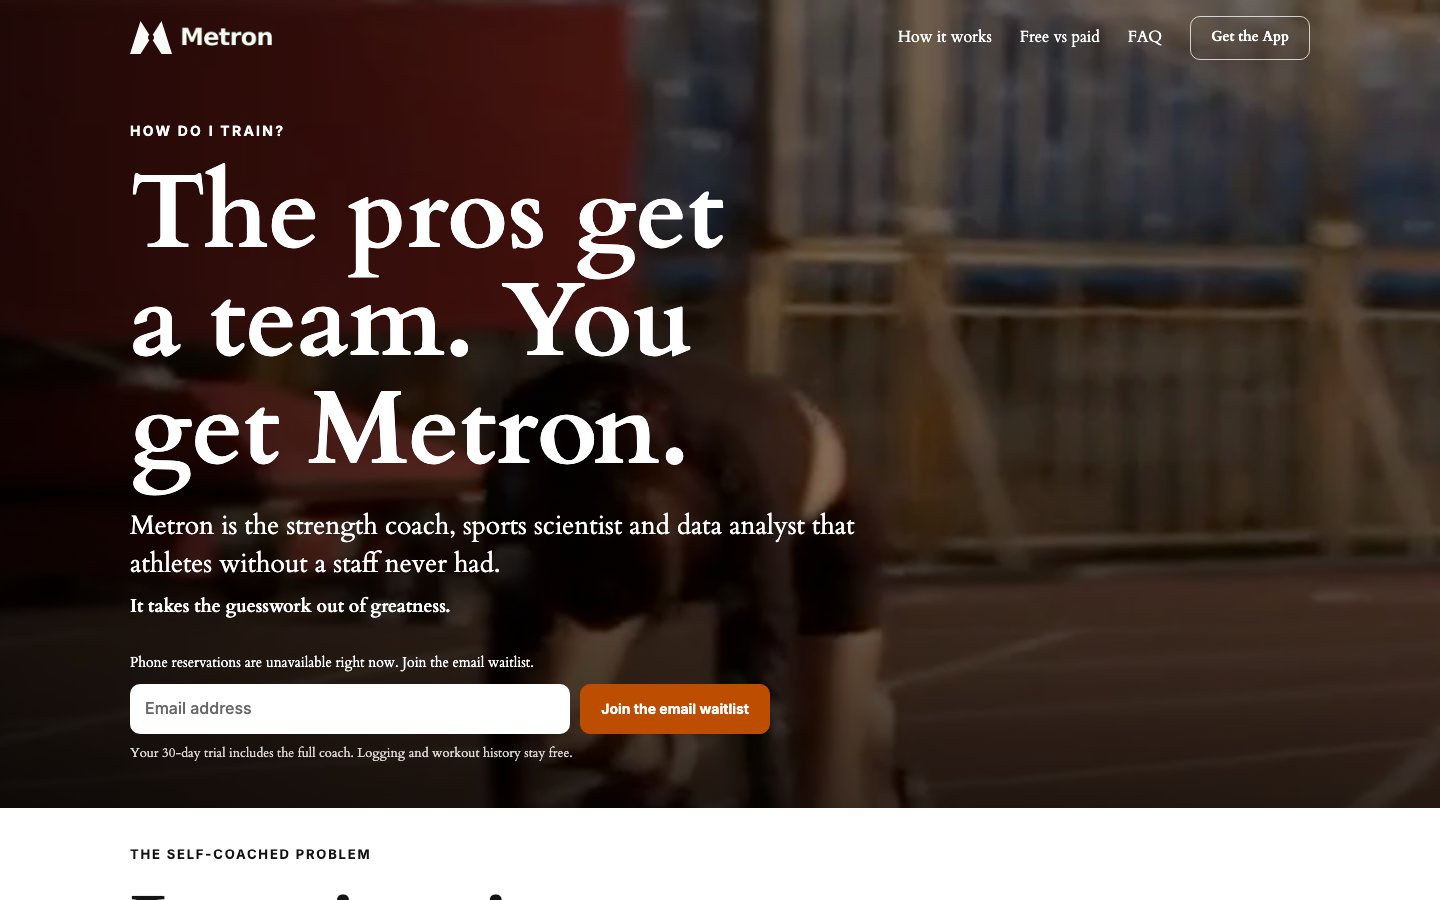 Metron
How it works
Free vs paid
FAQ
Get the App
HOW DO I TRAIN?
The pros get
a team. You
get Metron.
Metron is the strength coach, sports scientist and data analyst that
athletes without a staff never had.
It takes the guesswork out of greatness.
Phone reservations are unavailable right now. Join the email waitlist.
Email address
Join the email waitlist
Your 30-day trial includes the full coach. Logging and workout history stay free.
THE SELF-COACHED PROBLEM